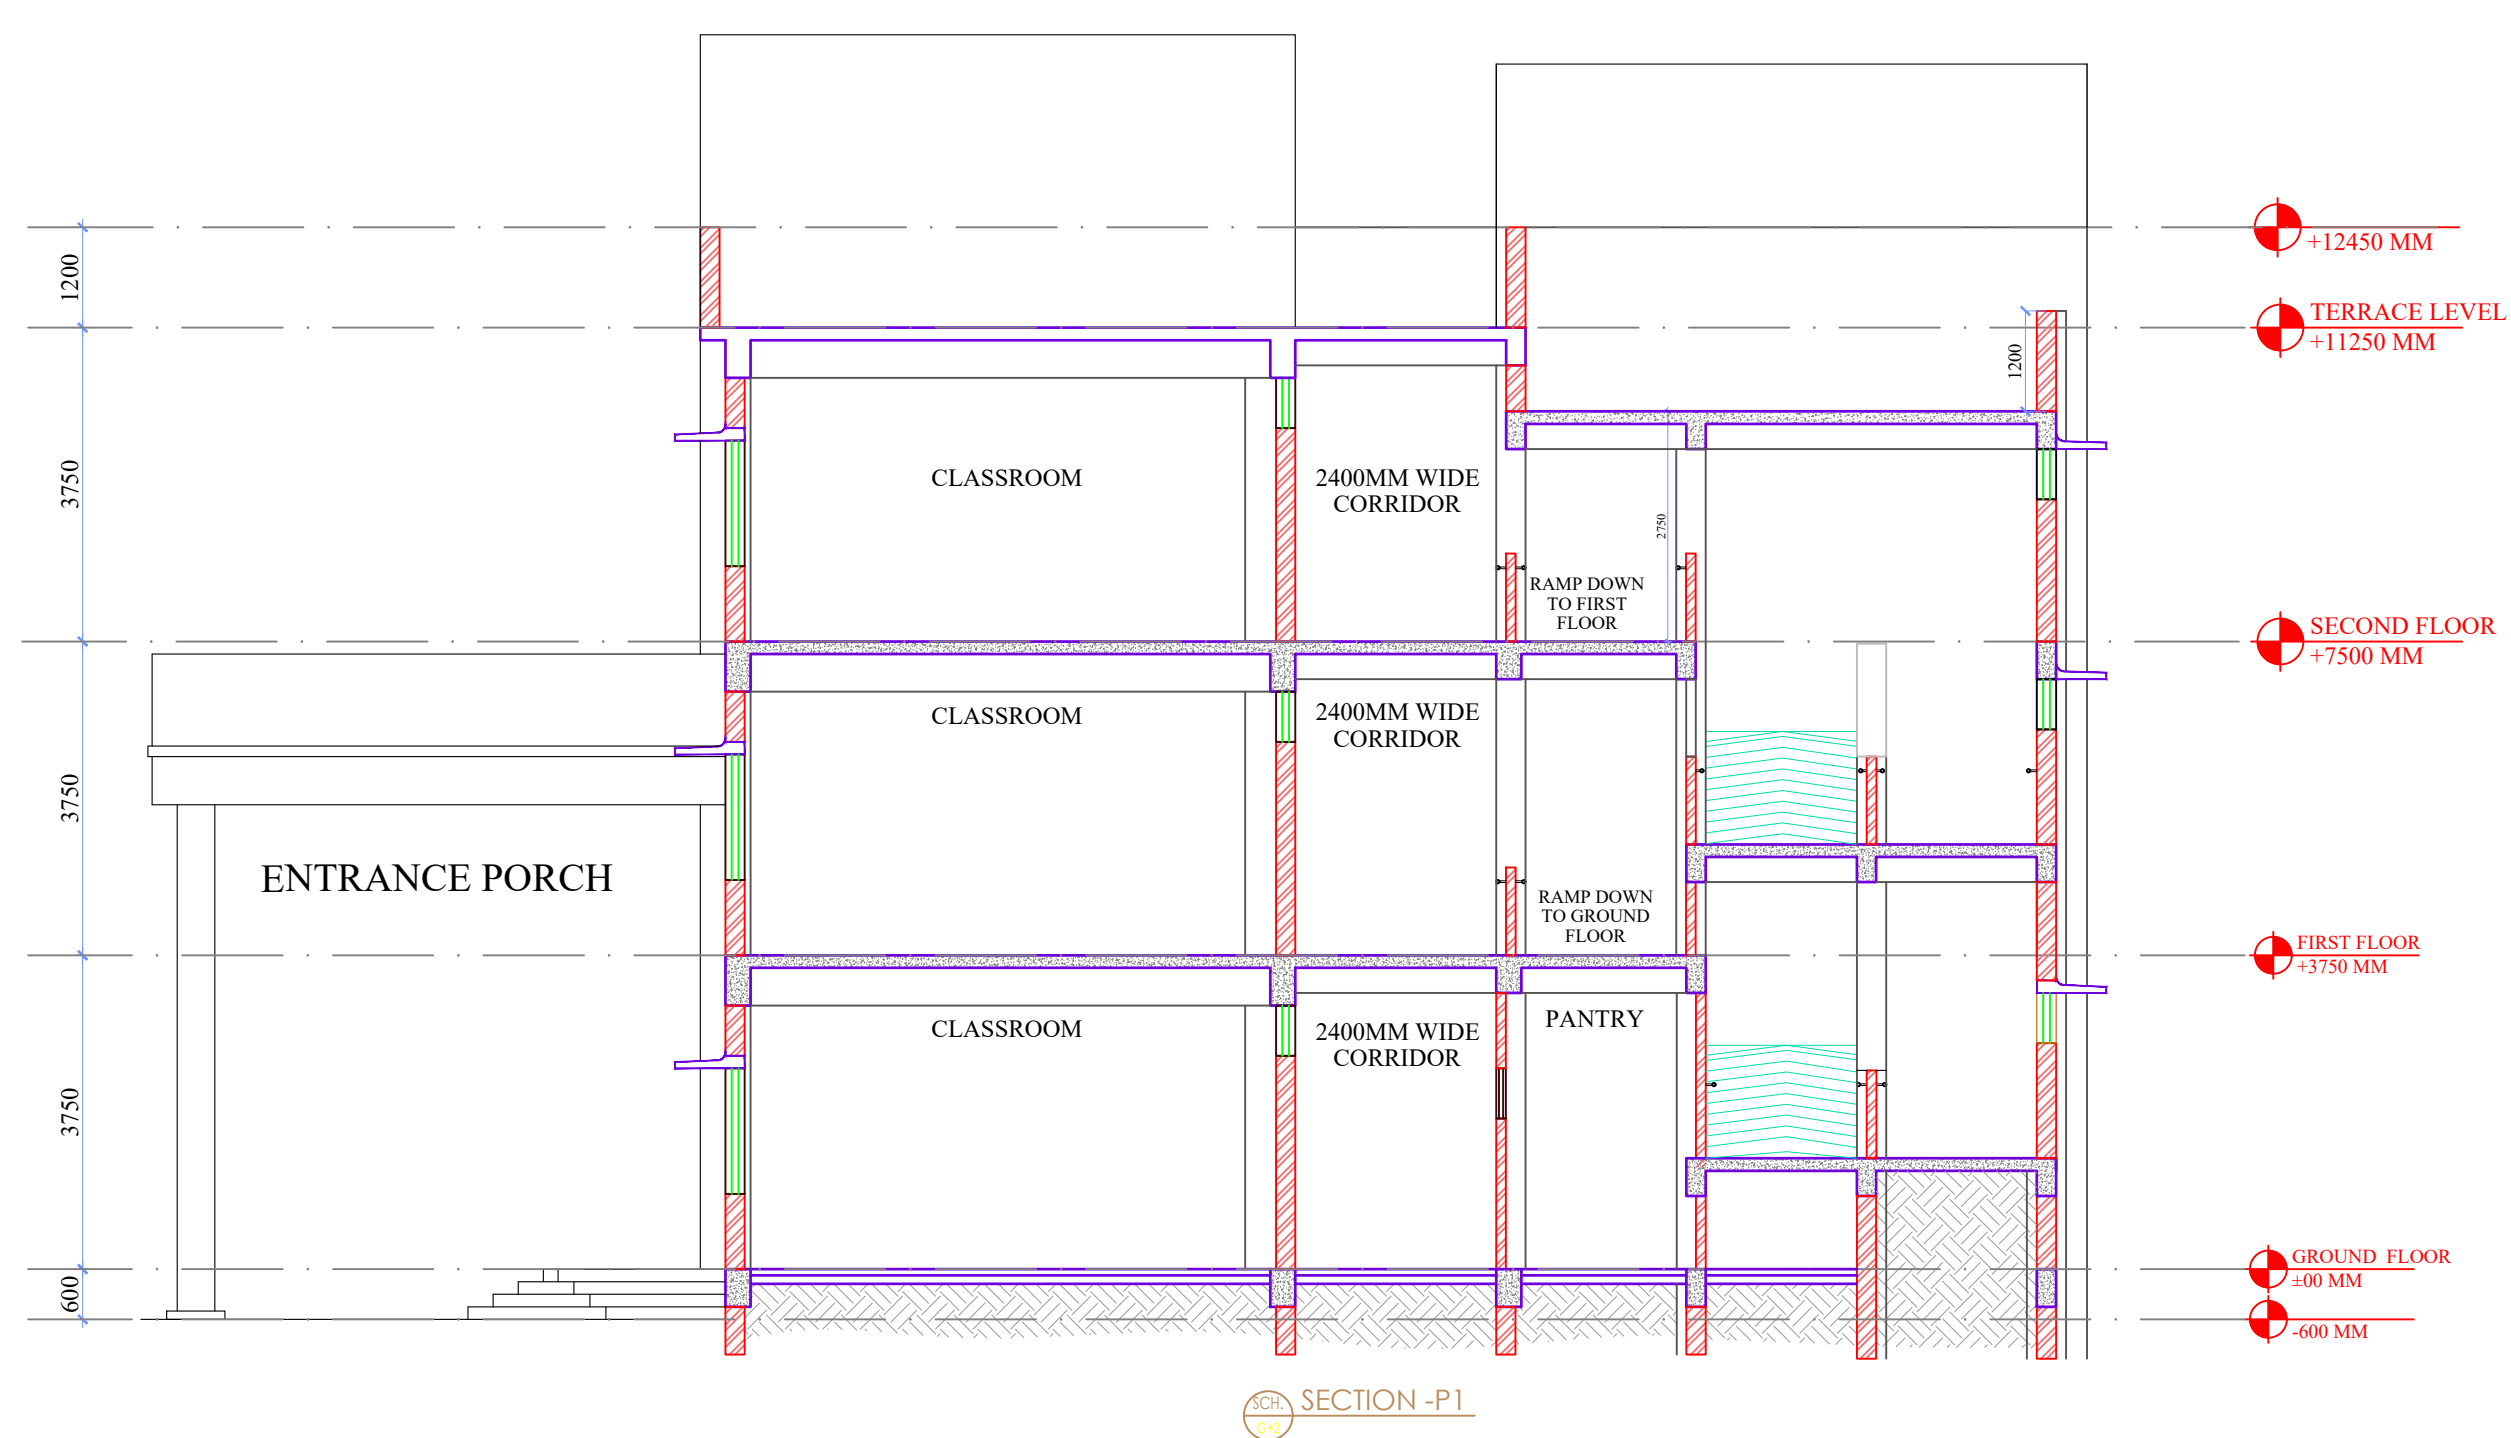 +12450 MM
1200
TERRACE LEVEL
+11250 MM
1200
CLASSROOM
2400MM WIDE
CORRIDOR
3750
2750
RAMP DOWN
TO FIRST
FLOOR
SECOND FLOOR
+7500 MM
CLASSROOM
2400MM WIDE
CORRIDOR
3750
ENTRANCE PORCH
RAMP DOWN
TO GROUND
FLOOR
FIRST FLOOR
+3750 MM
CLASSROOM
2400MM WIDE
CORRIDOR
PANTRY
3750
GROUND FLOOR
±00 MM
600
-600 MM
SCH.
G+2
SECTION -P1